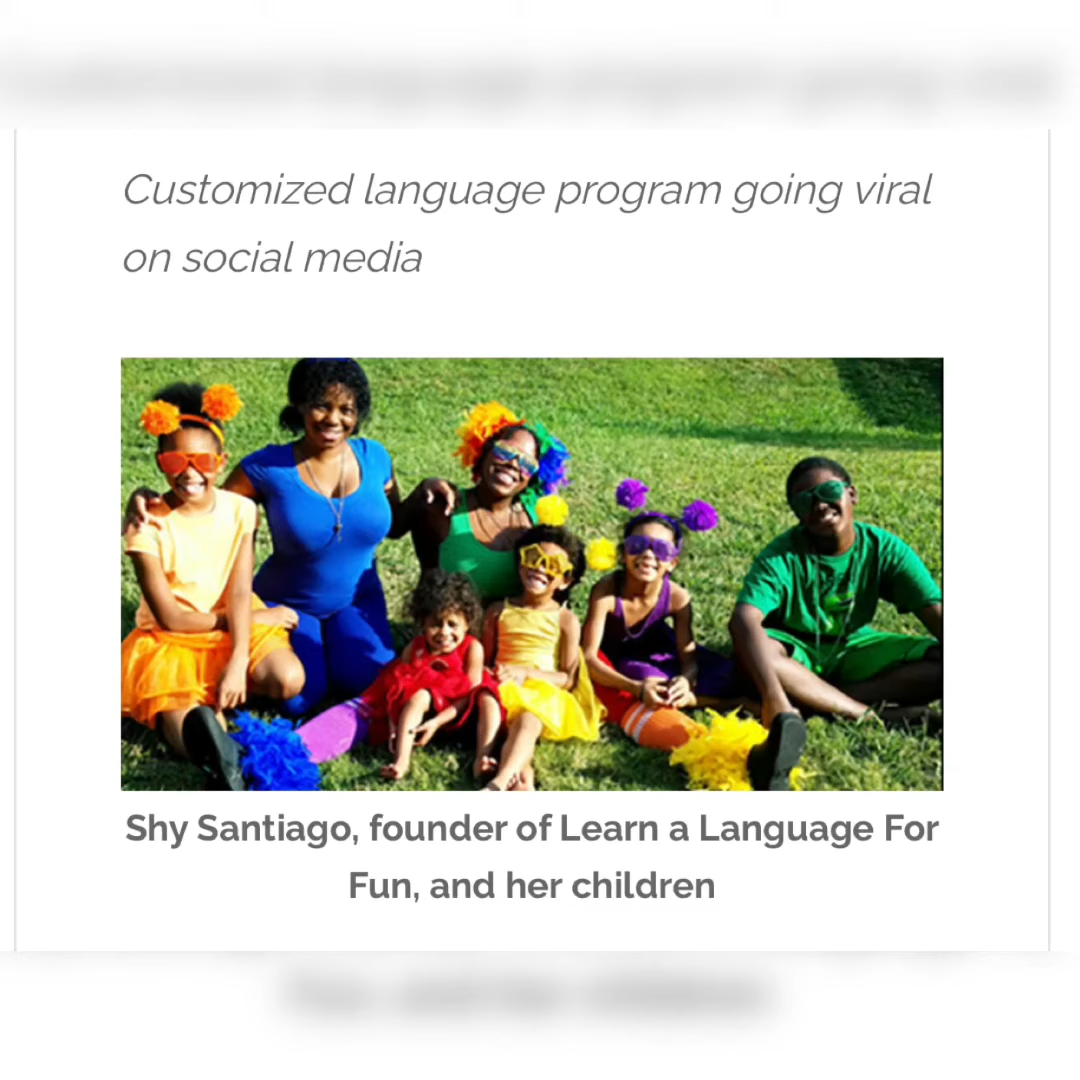 Customized language program going viral
on social media
Shy Santiago, founder of Learn a Language For
Fun, and her children